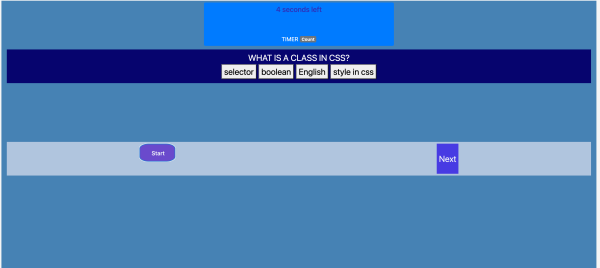 4 seconds left
TIMER Count
WHAT IS A CLASS IN CSS?
selector boolean English style in css
Start Next